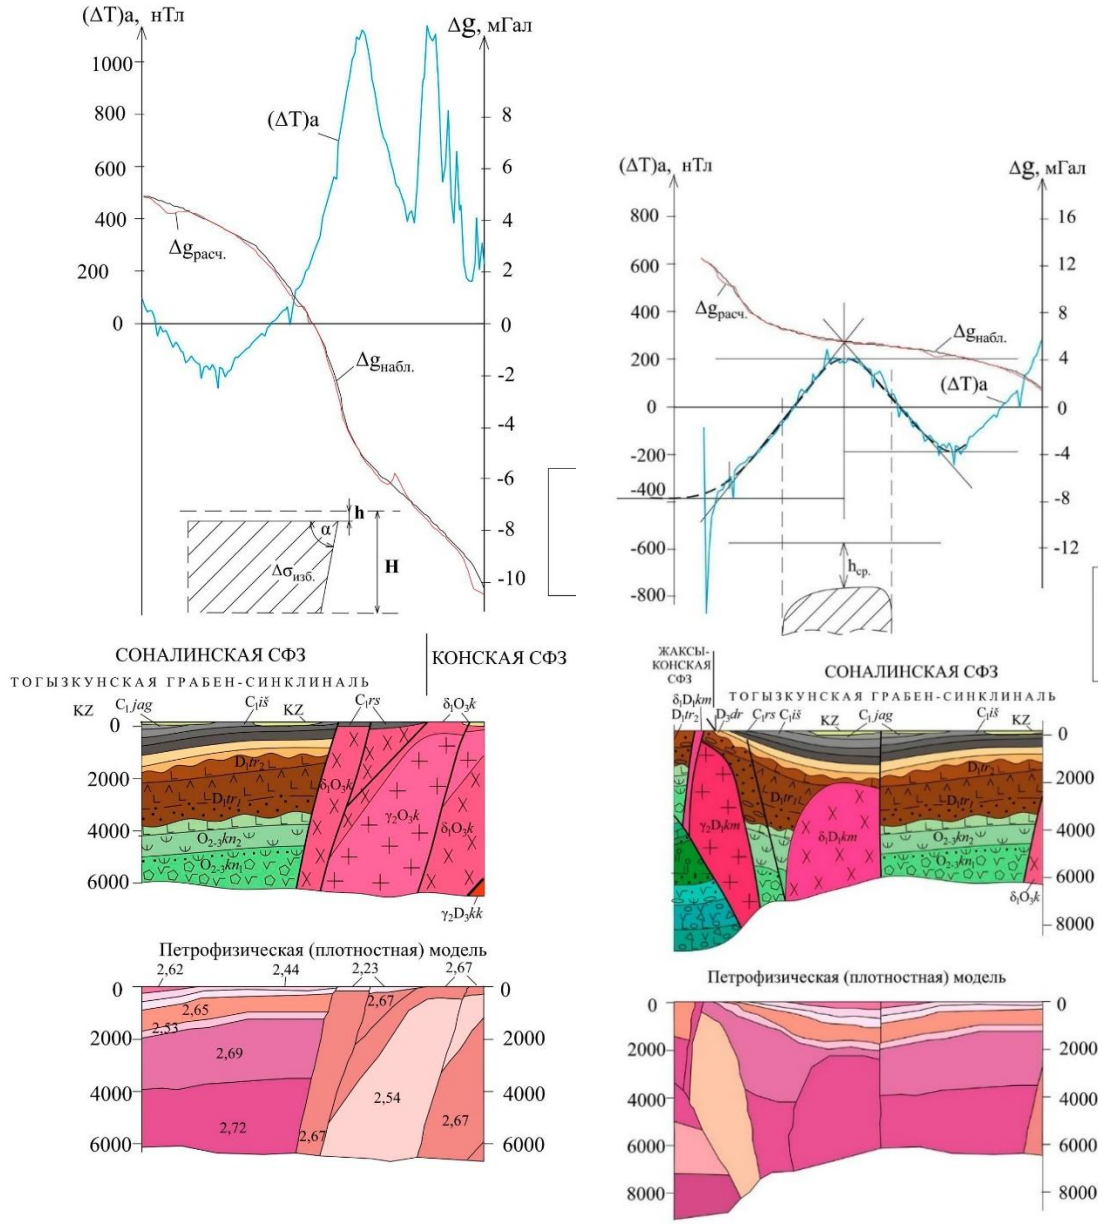 (ΔT)a, нТл
Δg, мГал
1000
800
600
400
200
0
8
6
4
2
0
-2
-4
-6
-8
-10
(ΔT)a
Δgрасч.
Δgнабл.
h
α
Δσизб.
H
СОНАЛИНСКАЯ СФЗ
КОНСКАЯ СФЗ
ТОГЫЗКУНСКАЯ ГРАБЕН-СИНКЛИНАЛЬ
KZ
C₁jag
C₁iš
KZ
C₁rs
δ₁O₃k
0
2000
4000
6000
D₁tr₂
D₁tr₁
O₂₋₃kn₂
O₂₋₃kn₁
δ₁O₃k
γ₂O₃k
δ₁O₃k
γ₂D₃kk
Петрофизическая (плотностная) модель
2,62
2,44
2,23
2,67
0
2000
4000
6000
2,65
2,53
2,69
2,72
2,67
2,67
2,54
2,67
0
2000
4000
6000
(ΔT)a, нТл
Δg, мГал
800
600
400
200
0
-200
-400
-600
-800
16
12
8
4
0
-4
-8
-12
Δgрасч.
Δgнабл.
(ΔT)a
hср.
ЖАКСЫ-
КОНСКАЯ
СФЗ
СОНАЛИНСКАЯ СФЗ
ТОГЫЗКУНСКАЯ ГРАБЕН-СИНКЛИНАЛЬ
δ₁D₁km
D₁tr₂
D₃dr
C₁rs
C₁iš
KZ
C₁jag
C₁iš
KZ
D₁tr₂
D₁tr₁
D₁tr₁
γ₂D₁km
δ₁D₁km
O₂₋₃kn₂
O₂₋₃kn₁
δ₁O₃k
0
2000
4000
6000
8000
Петрофизическая (плотностная) модель
0
2000
4000
6000
8000
0
2000
4000
6000
8000